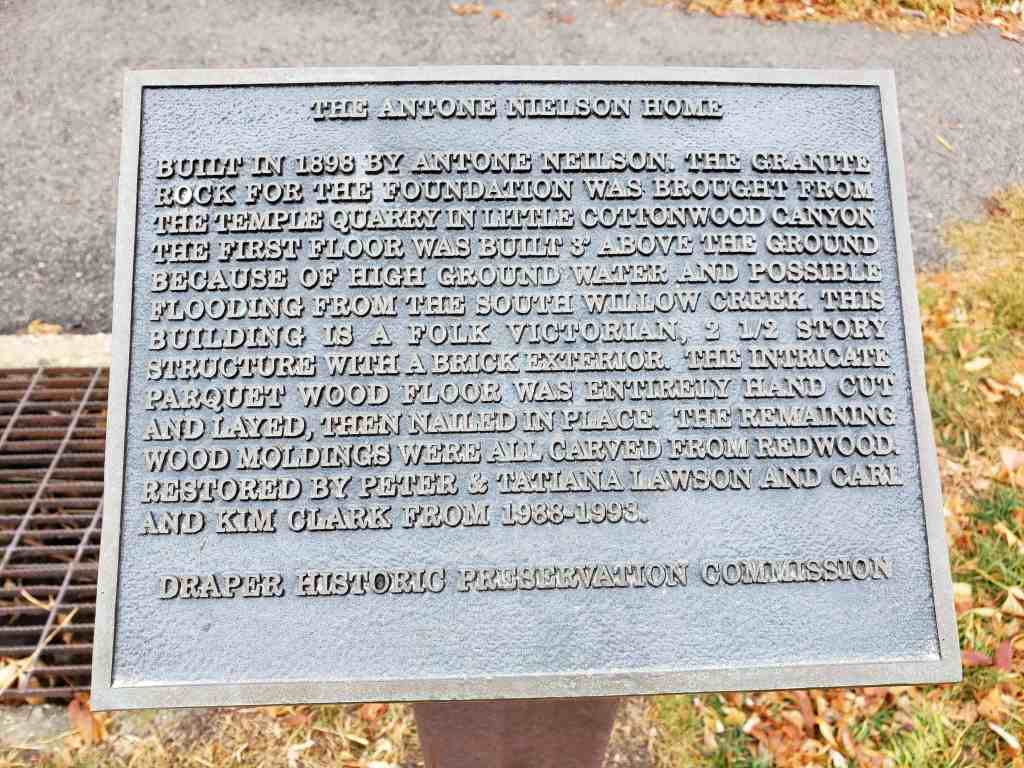 THE ANTONE NIELSON HOME
BUILT IN 1898 BY ANTONE NEILSON. THE GRANITE
ROCK FOR THE FOUNDATION WAS BROUGHT FROM
THE TEMPLE QUARRY IN LITTLE COTTONWOOD CANYON
THE FIRST FLOOR WAS BUILT 3' ABOVE THE GROUND
BECAUSE OF HIGH GROUND WATER AND POSSIBLE
FLOODING FROM THE SOUTH WILLOW CREEK. THIS
BUILDING IS A FOLK VICTORIAN, 2 1/2 STORY
STRUCTURE WITH A BRICK EXTERIOR. THE INTRICATE
PARQUET WOOD FLOOR WAS ENTIRELY HAND CUT
AND LAYED, THEN NAILED IN PLACE. THE REMAINING
WOOD MOLDINGS WERE ALL CARVED FROM REDWOOD.
RESTORED BY PETER & TATIANA LAWSON AND CARI
AND KIM CLARK FROM 1988-1993.
DRAPER HISTORIC PRESERVATION COMMISSION